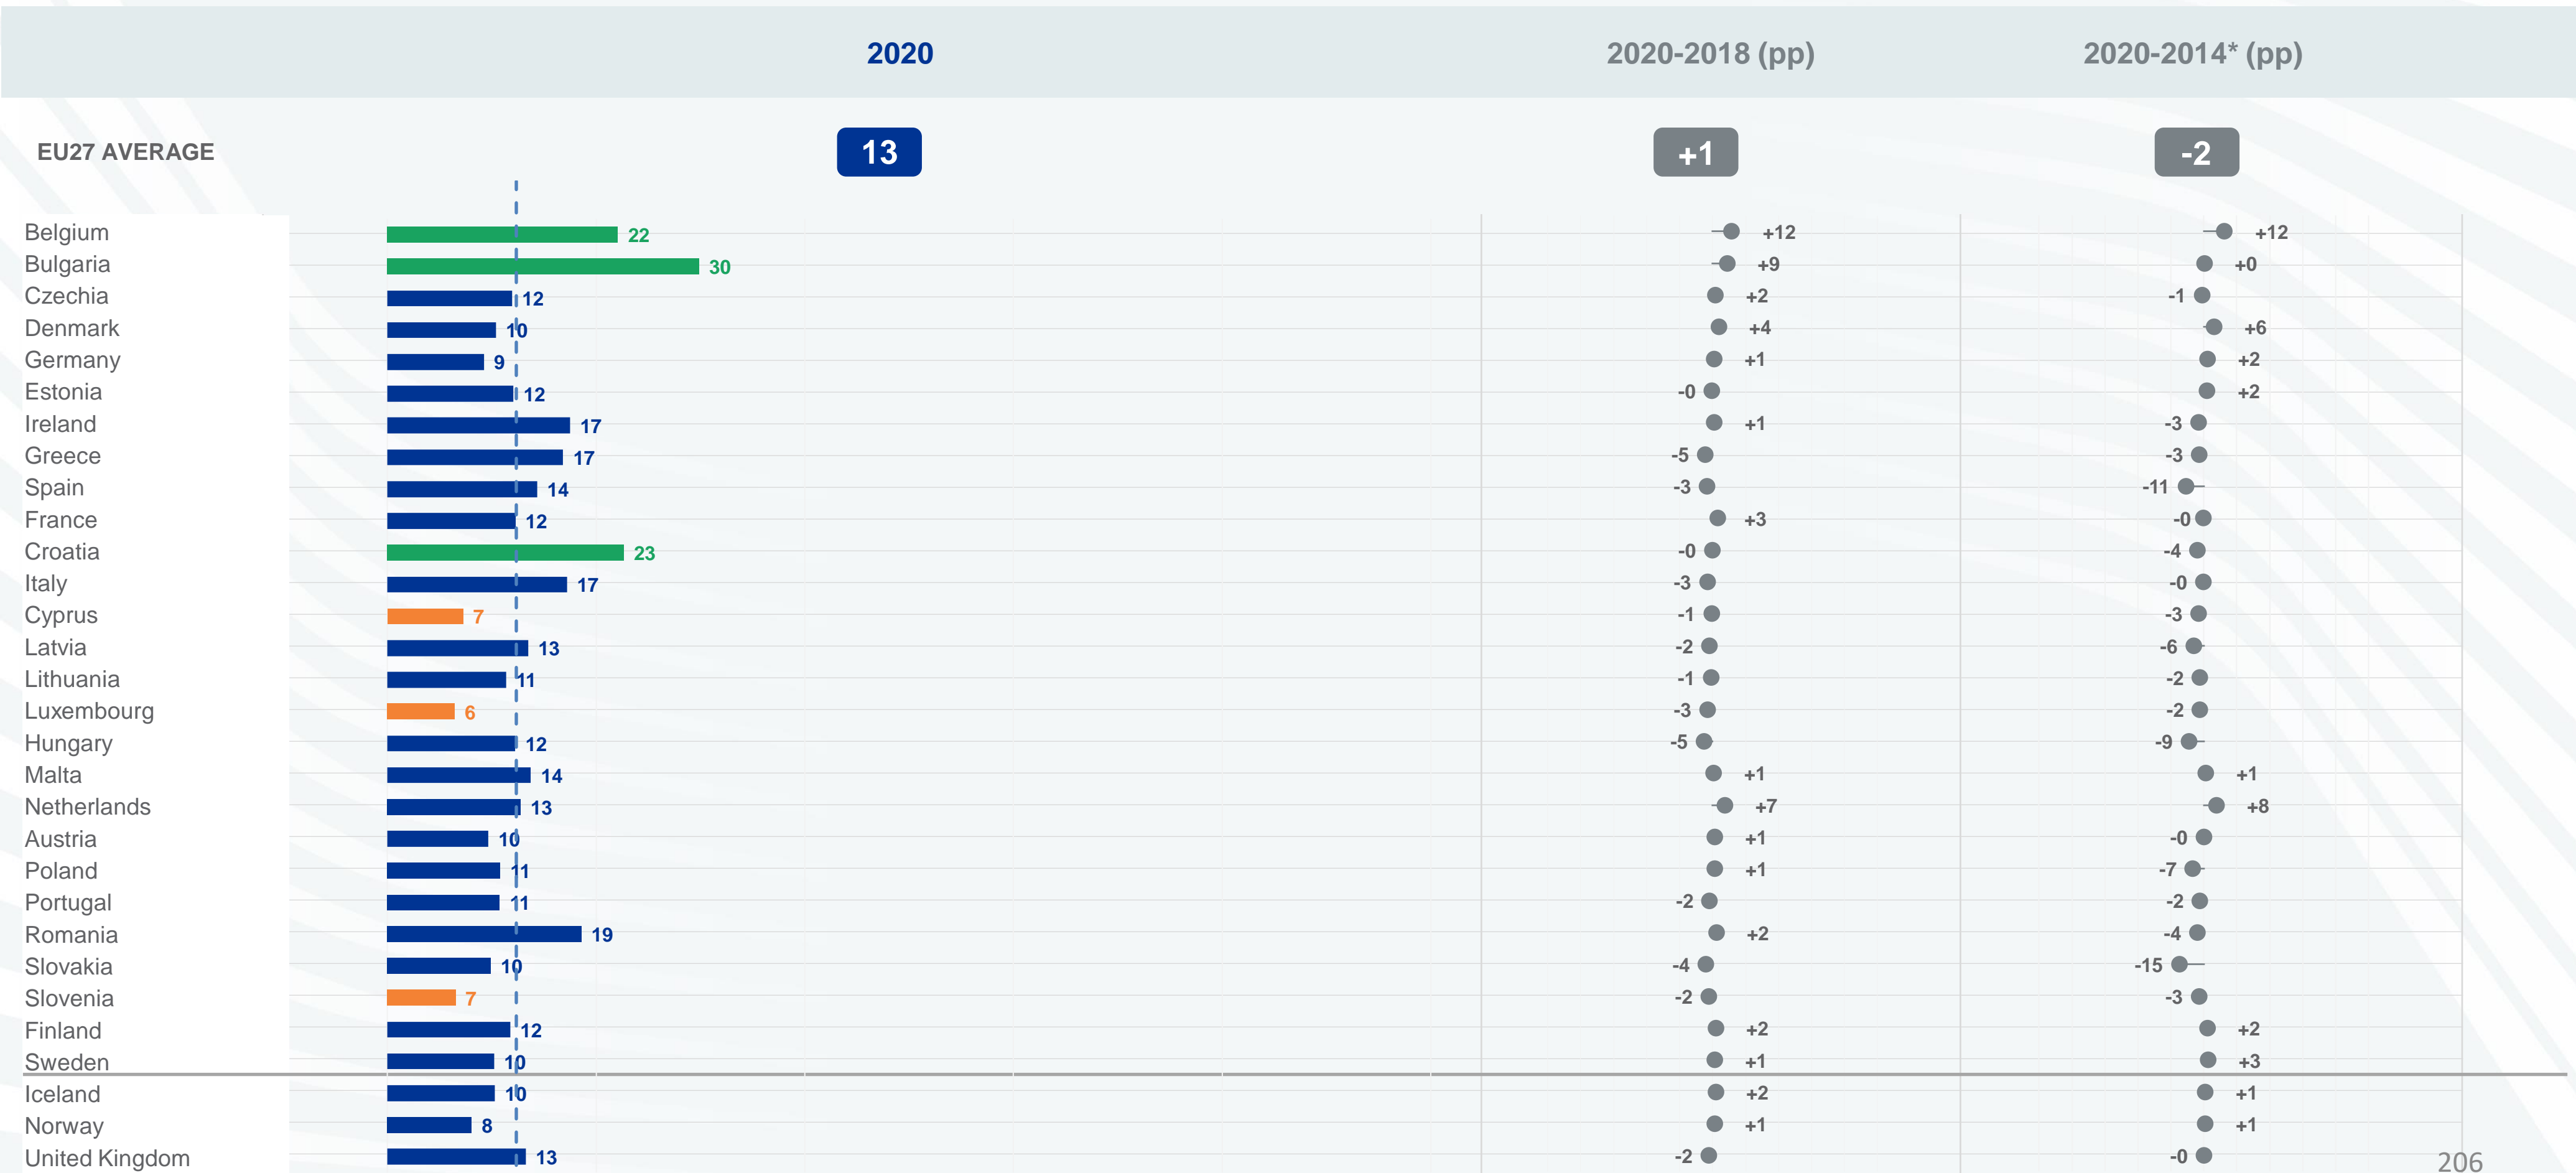 2020 2020-2018 (pp) 2020-2014* (pp)
EU27 AVERAGE 13 +1 -2
Belgium 22 +12 +12
Bulgaria 30 +9 +0
Czechia 12 +2 -1
Denmark 10 +4 +6
Germany 9 +1 +2
Estonia 12 -0 +2
Ireland 17 +1 -3
Greece 17 -5 -3
Spain 14 -3 -11
France 12 +3 -0
Croatia 23 -0 -4
Italy 17 -3 -0
Cyprus 7 -1 -3
Latvia 13 -2 -6
Lithuania 11 -1 -2
Luxembourg 6 -3 -2
Hungary 12 -5 -9
Malta 14 +1 +1
Netherlands 13 +7 +8
Austria 10 +1 -0
Poland 11 +1 -7
Portugal 11 -2 -2
Romania 19 +2 -4
Slovakia 10 -4 -15
Slovenia 7 -2 -3
Finland 12 +2 +2
Sweden 10 +1 +3
Iceland 10 +2 +1
Norway 8 +1 +1
United Kingdom 13 -2 -0
206